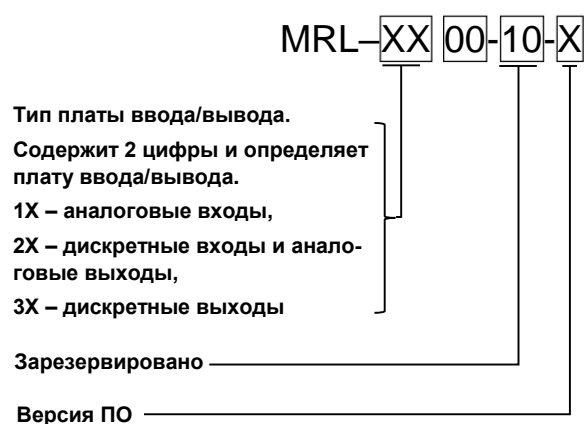 MRL–XX 00-10-X
Тип платы ввода/вывода.
Содержит 2 цифры и определяет
плату ввода/вывода.
1X – аналоговые входы,
2X – дискретные входы и анало-
говые выходы,
3X – дискретные выходы
Зарезервировано
Версия ПО